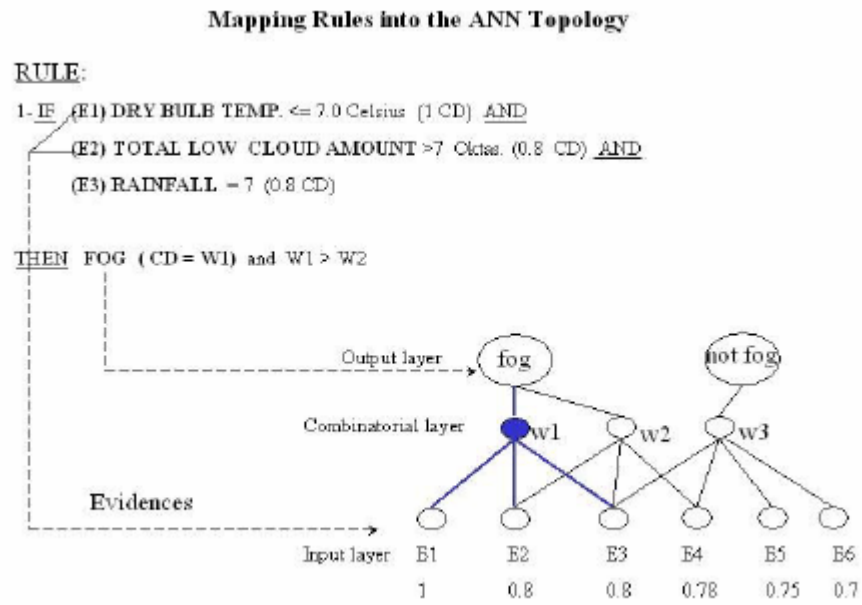 Mapping Rules into the ANN Topology
RULE:
1- IF (E1) DRY BULB TEMP. <= 7.0 Celsius (1 CD) AND
(E2) TOTAL LOW CLOUD AMOUNT >7 Oktas. (0.8 CD) AND
(E3) RAINFALL = 7 (0.8 CD)
THEN FOG (CD = W1) and W1 > W2
Output layer fog not fog
Combinatorial layer w1 w2 w3
Evidences
Input layer E1 E2 E3 E4 E5 E6
1 0.8 0.8 0.78 0.75 0.7